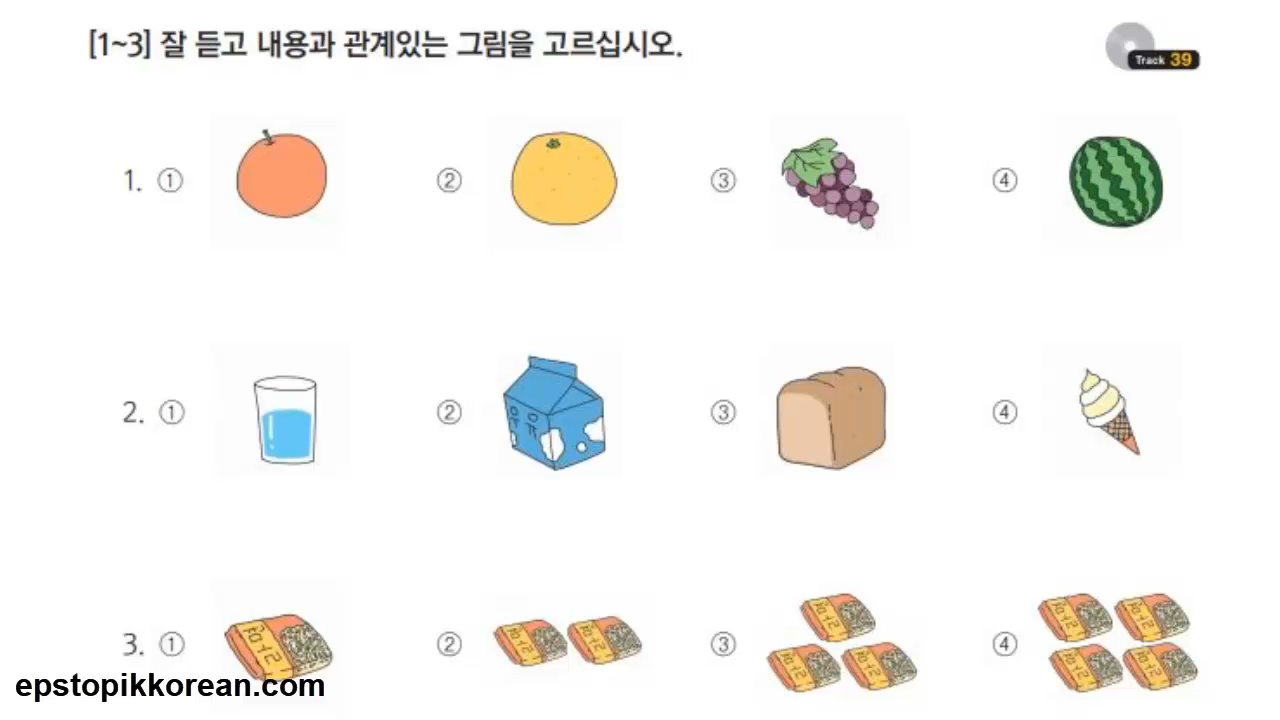 [1~3] 잘 듣고 내용과 관계있는 그림을 고르십시오.
Track 39
1. ① ② ③ ④
2. ① ② ③ ④
우유
3. ① ② ③ ④
epstopikkorean.com